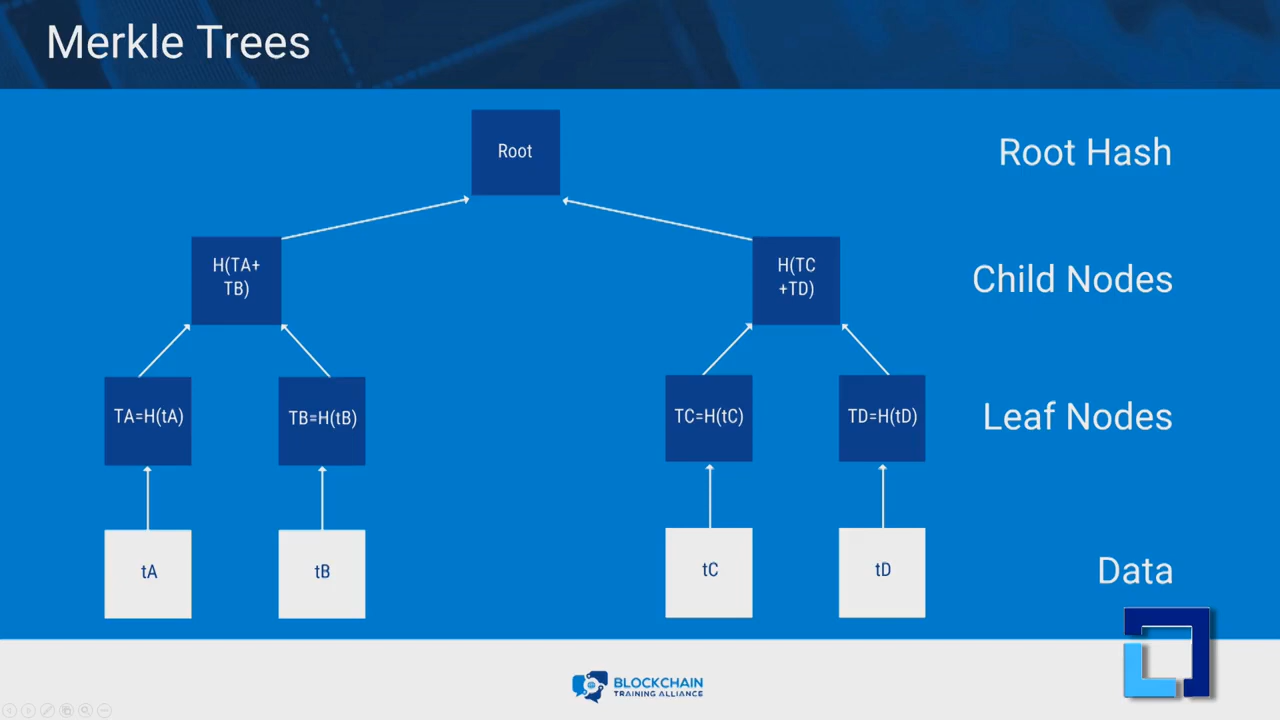 Merkle Trees
Root
Root Hash
H(TA+
TB)
H(TC
+TD)
Child Nodes
TA=H(tA)
TB=H(tB)
TC=H(tC)
TD=H(tD)
Leaf Nodes
tA
tB
tC
tD
Data
BLOCKCHAIN
TRAINING ALLIANCE